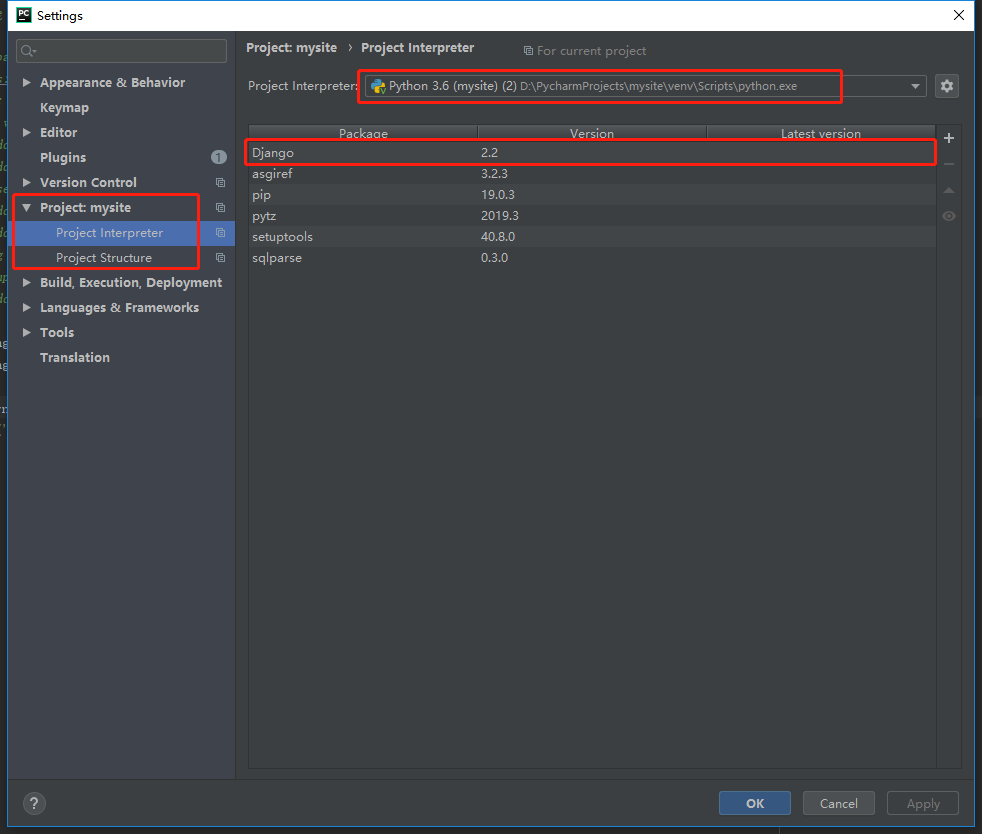 PC Settings
Appearance & Behavior
Keymap
Editor
Plugins 1
Version Control
Project: mysite
Project Interpreter
Project Structure
Build, Execution, Deployment
Languages & Frameworks
Tools
Translation
Project: mysite › Project Interpreter For current project
Project Interpreter: Python 3.6 (mysite) (2) D:\PycharmProjects\mysite\venv\Scripts\python.exe
Package Version Latest version
Django 2.2
asgiref 3.2.3
pip 19.0.3
pytz 2019.3
setuptools 40.8.0
sqlparse 0.3.0
? OK Cancel Apply